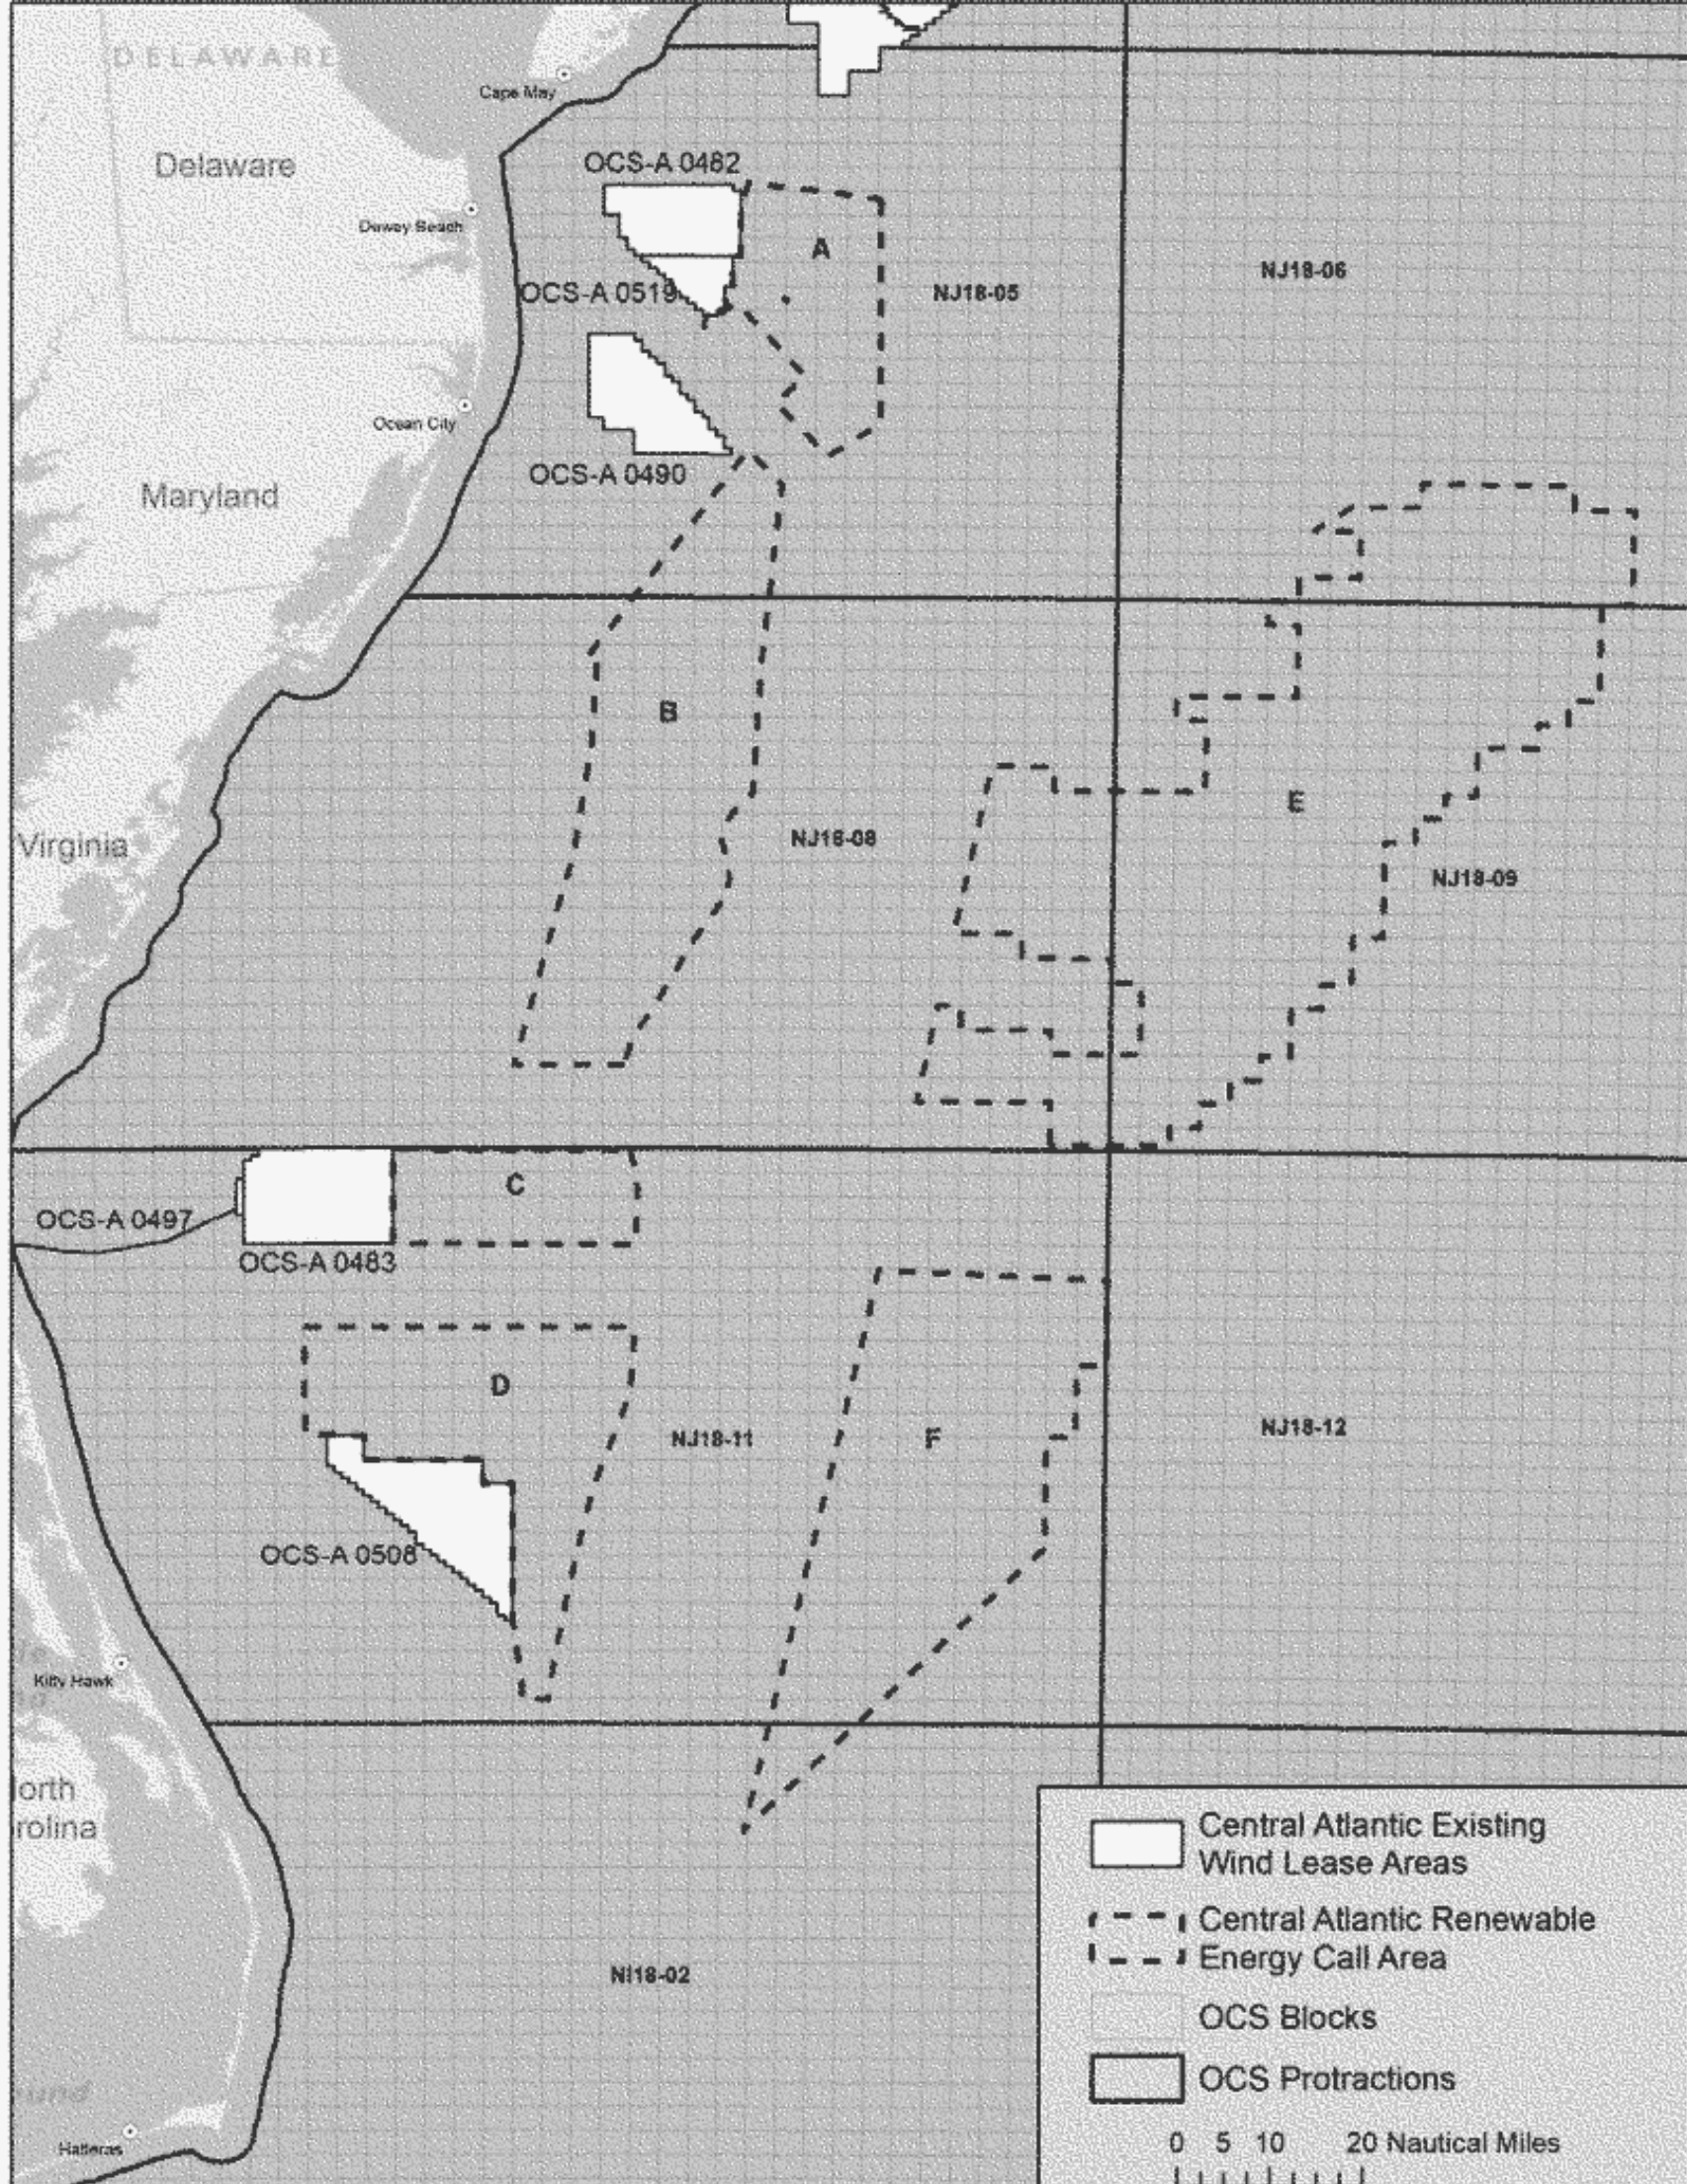 DELAWARE
Cape May
OCS-A 0482
Delaware
Dewey Beach
A
NJ18-06
OCS-A 0519
NJ18-05
Ocean City
OCS-A 0490
Maryland
B
E
NJ18-08
Virginia
NJ18-09
C
OCS-A 0497
OCS-A 0483
D
NJ18-11
F
NJ18-12
OCS-A 0508
Kitty Hawk
orth
rolina
Central Atlantic Existing
Wind Lease Areas
Central Atlantic Renewable
Energy Call Area
NI18-02
OCS Blocks
OCS Protractions
und
Hatteras
0 5 10 20 Nautical Miles